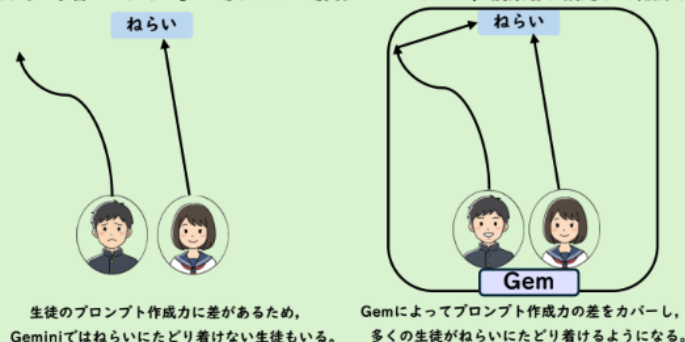 ねらい
生徒のプロンプト作成力に差があるため，
Geminiではねらいにたどり着けない生徒もいる。
ねらい
Gem
Gemによってプロンプト作成力の差をカバーし，
多くの生徒がねらいにたどり着けるようになる。